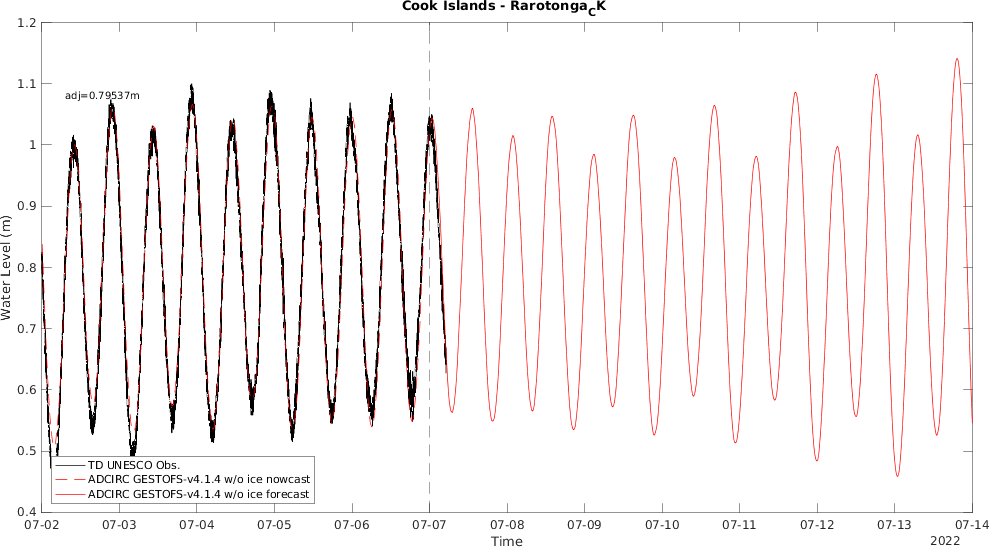 Cook Islands - RarotongaCK
1.2
1.1
1
0.9
0.8
0.7
0.6
0.5
0.4
Water Level (m)
adj=0.79537m
TD UNESCO Obs.
ADCIRC GESTOFS-v4.1.4 w/o ice nowcast
ADCIRC GESTOFS-v4.1.4 w/o ice forecast
07-02 07-03 07-04 07-05 07-06 07-07 07-08 07-09 07-10 07-11 07-12 07-13 07-14
Time
2022